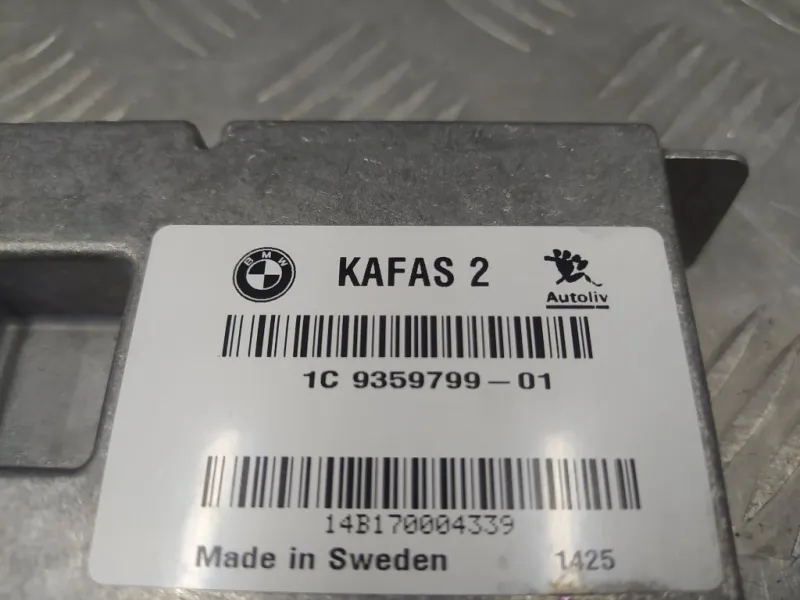 BMW
KAFAS 2
Autoliv
1C 9359799-01
14B170004339
Made in Sweden 1425